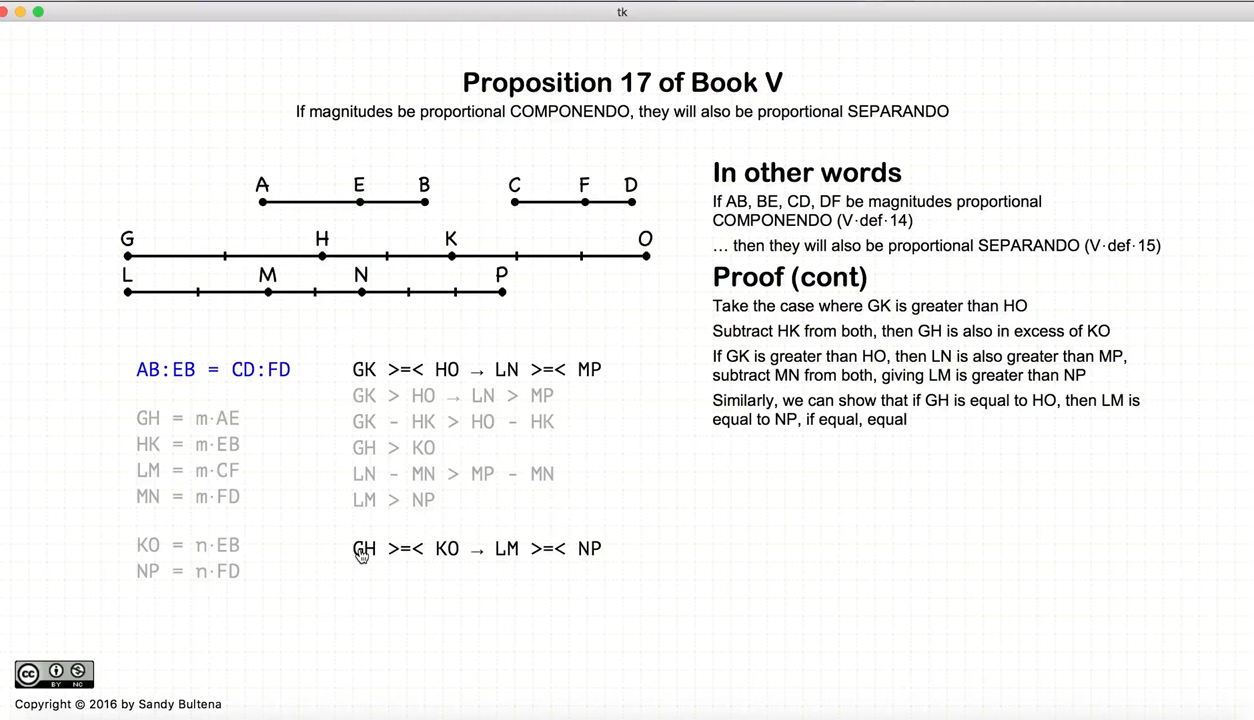 tk
Proposition 17 of Book V
If magnitudes be proportional COMPONENDO, they will also be proportional SEPARANDO
A E B C F D
G H K O
L M N P
AB:EB = CD:FD
GH = m·AE
HK = m·EB
LM = m·CF
MN = m·FD
KO = n·EB
NP = n·FD
GK >=< HO → LN >=< MP
GK > HO → LN > MP
GK - HK > HO - HK
GH > KO
LN - MN > MP - MN
LM > NP
GH >=< KO → LM >=< NP
In other words
If AB, BE, CD, DF be magnitudes proportional
COMPONENDO (V·def·14)
... then they will also be proportional SEPARANDO (V·def·15)
Proof (cont)
Take the case where GK is greater than HO
Subtract HK from both, then GH is also in excess of KO
If GK is greater than HO, then LN is also greater than MP,
subtract MN from both, giving LM is greater than NP
Similarly, we can show that if GH is equal to HO, then LM is
equal to NP, if equal, equal
cc
BY NC
Copyright © 2016 by Sandy Bultena